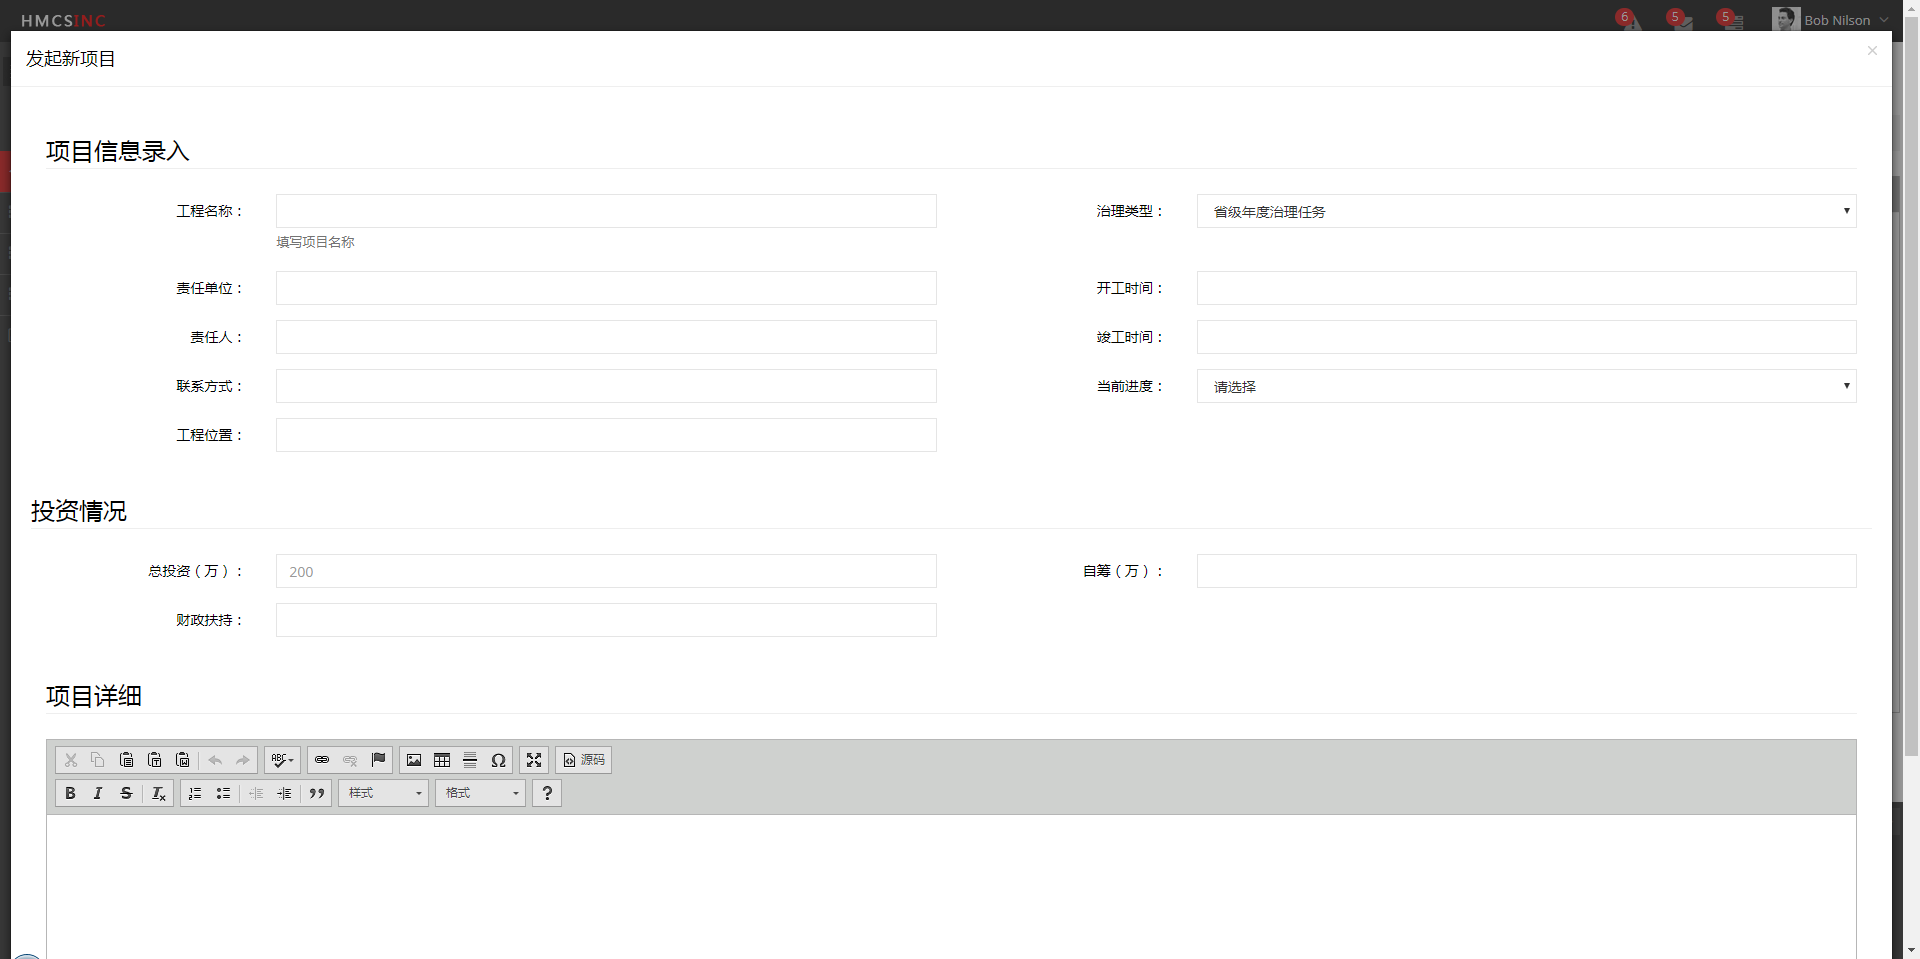 HMCSINC
6
5
5
Bob Nilson
发起新项目
×
项目信息录入
工程名称：
治理类型：
省级年度治理任务
填写项目名称
责任单位：
开工时间：
责任人：
竣工时间：
联系方式：
当前进度：
请选择
工程位置：
投资情况
总投资（万）：
200
自筹（万）：
财政扶持：
项目详细
ABC
Ω
源码
B I S Tx
样式
格式
?